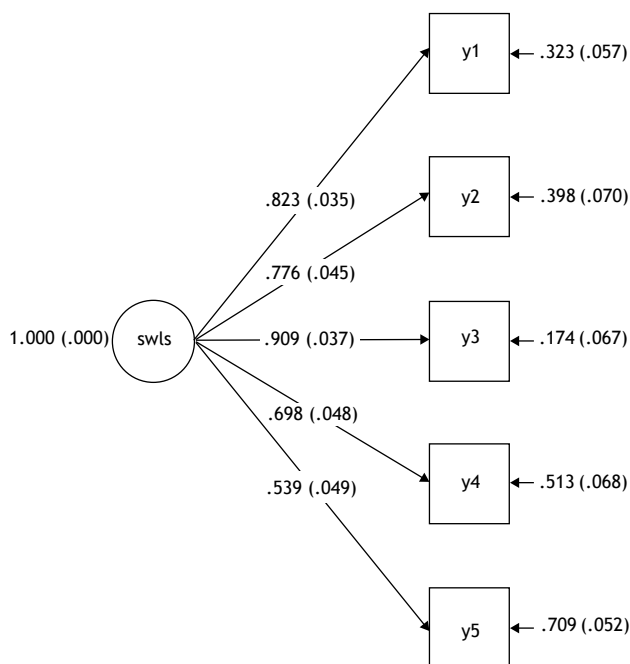 y1
.323 (.057)
.823 (.035)
y2
.398 (.070)
.776 (.045)
1.000 (.000)
swls
.909 (.037)
y3
.174 (.067)
.698 (.048)
y4
.513 (.068)
.539 (.049)
y5
.709 (.052)